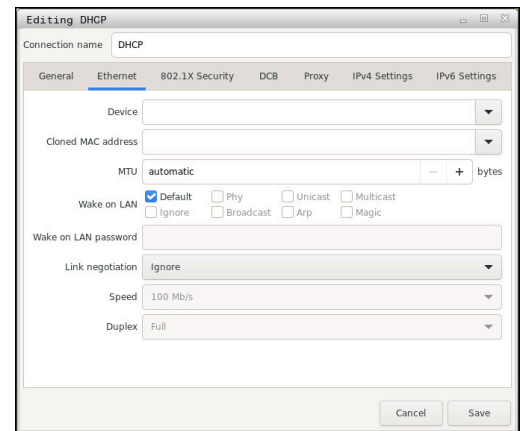 Editing DHCP
Connection name DHCP
General Ethernet 802.1X Security DCB Proxy IPv4 Settings IPv6 Settings
Device
Cloned MAC address
MTU automatic − + bytes
Default Phy Unicast Multicast
Wake on LAN
Ignore Broadcast Arp Magic
Wake on LAN password
Link negotiation Ignore
Speed 100 Mb/s
Duplex Full
Cancel Save